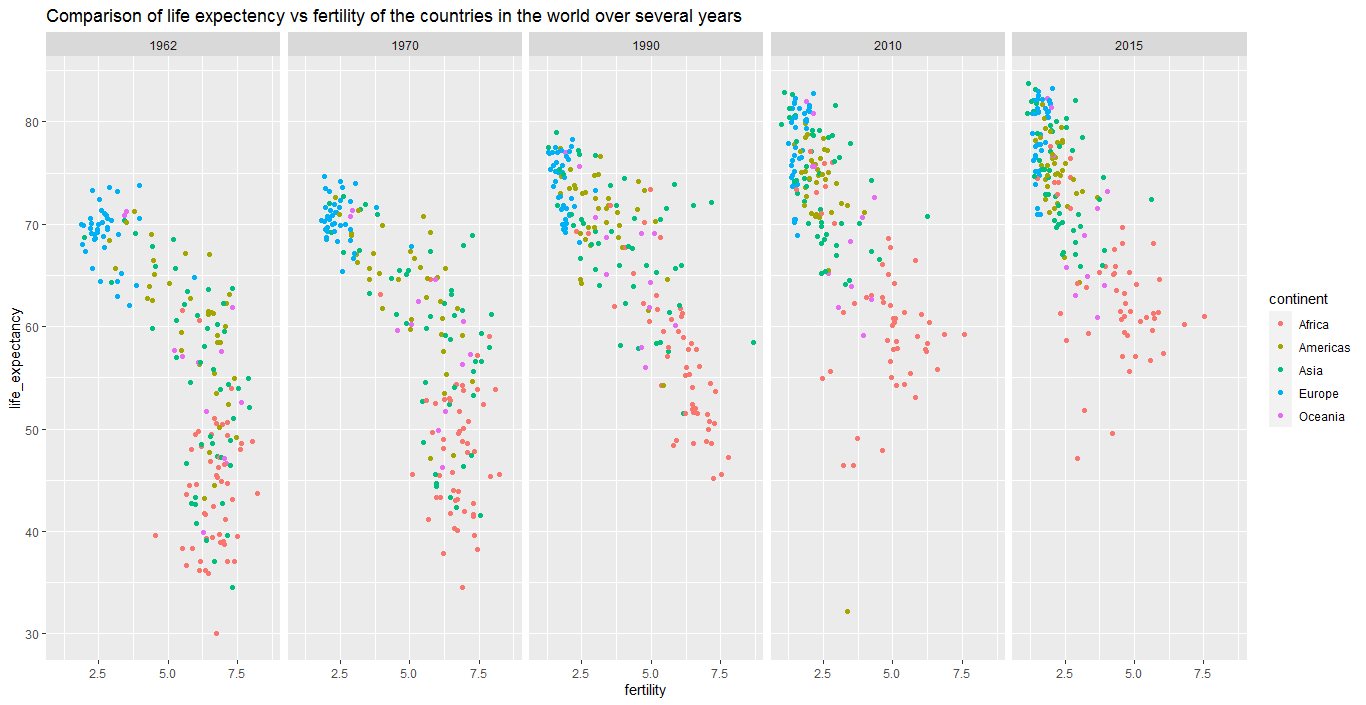 Comparison of life expectency vs fertility of the countries in the world over several years
1962 1970 1990 2010 2015
80
70
60
50
40
30
life_expectancy
2.5 5.0 7.5 2.5 5.0 7.5 2.5 5.0 7.5 2.5 5.0 7.5 2.5 5.0 7.5
fertility
continent
Africa
Americas
Asia
Europe
Oceania